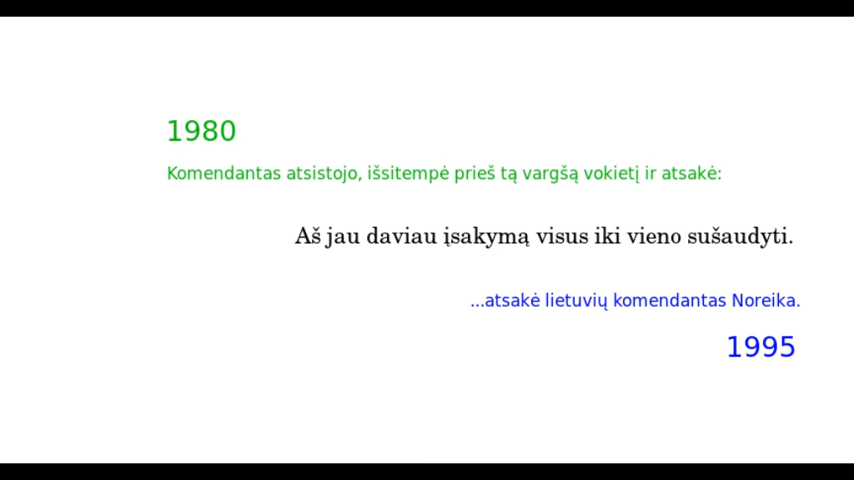 1980
Komendantas atsistojo, išsitempė prieš tą vargšą vokietį ir atsakė:
Aš jau daviau įsakymą visus iki vieno sušaudyti.
...atsakė lietuvių komendantas Noreika.
1995